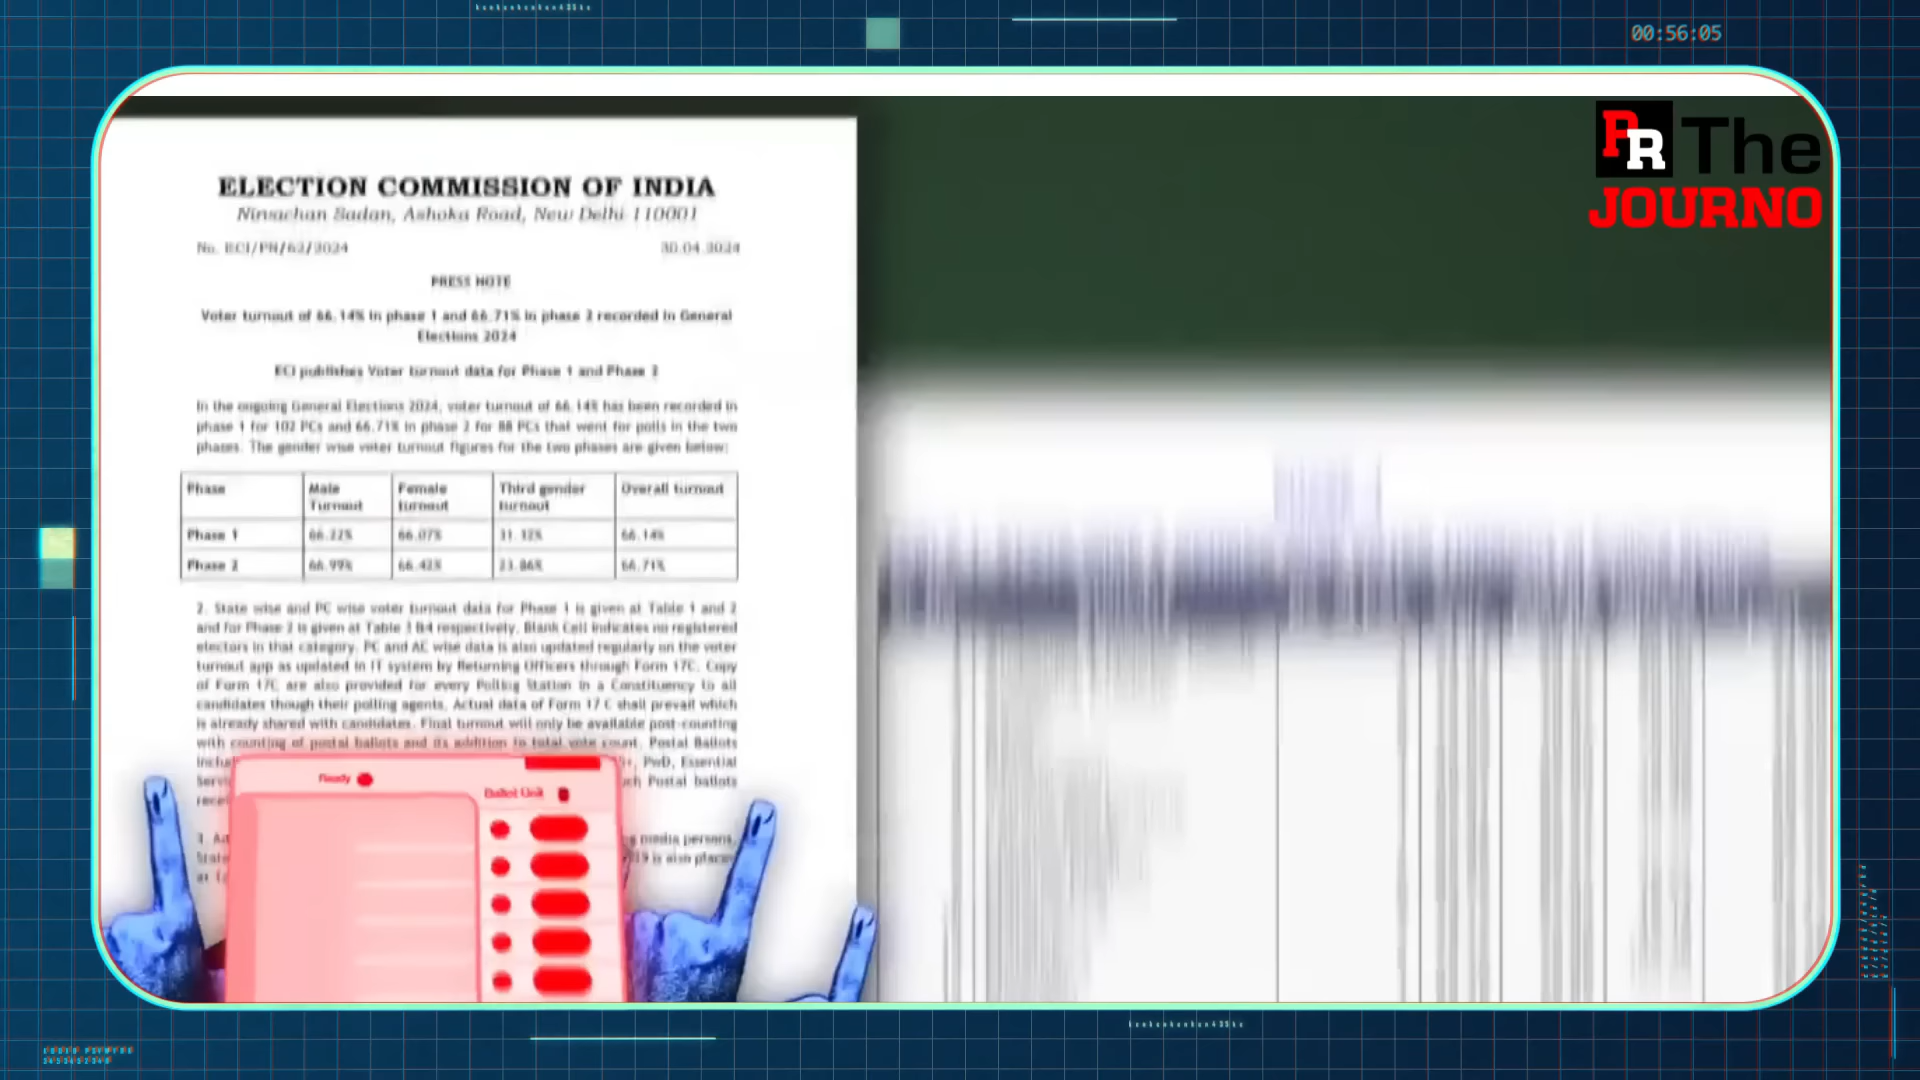 00:56:05
PR The
JOURNO
ELECTION COMMISSION OF INDIA
Nirvachan Sadan, Ashoka Road, New Delhi 110001
No. ECI/PN/62/2024 30.04.2024
PRESS NOTE
Voter turnout of 66.14% in phase 1 and 66.71% in phase 2 recorded in General
Elections 2024
ECI publishes Voter turnout data for Phase 1 and Phase 2
In the ongoing General Elections 2024, voter turnout of 66.14% has been recorded in
phase 1 for 102 PCs and 66.71% in phase 2 for 88 PCs that went for polls in the two
phases. The gender wise voter turnout figures for the two phases are given below:
Phase Male Female Third gender Overall turnout
Turnout turnout turnout
Phase 1 66.22% 66.07% 31.32% 66.14%
Phase 2 66.99% 66.42% 23.86% 66.71%
2. State wise and PC wise voter turnout data for Phase 1 is given at Table 1 and 2
and for Phase 2 is given at Table 3 &4 respectively. Blank Cell indicates no registered
electors in that category. PC and AC wise data is also updated regularly on the voter
turnout app as updated in IT system by Returning Officers through Form 17C. Copy
of Form 17C are also provided for every Polling Station in a Constituency to all
candidates though their polling agents. Actual data of Form 17 C shall prevail which
is already shared with candidates. Final turnout will only be available post-counting
with counting of postal ballots and its addition to total vote count. Postal Ballots
PwD, Essential
Postal ballots
3. media persons,
is also placed
Ready
Ballot Unit